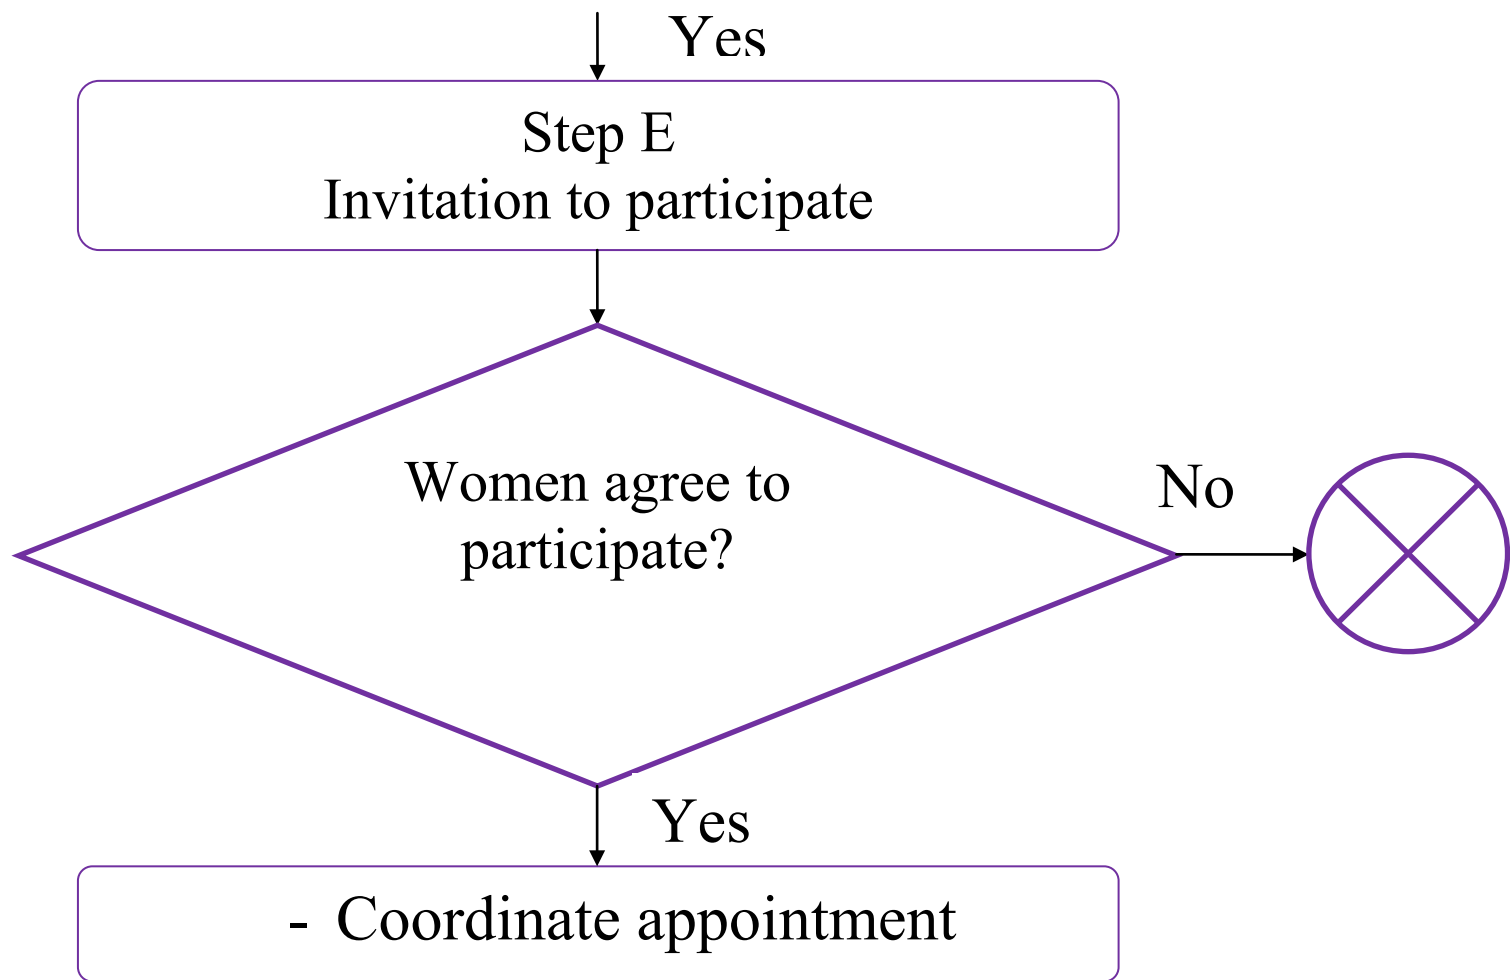 Yes
Step E
Invitation to participate
Women agree to
participate?
No
Yes
- Coordinate appointment